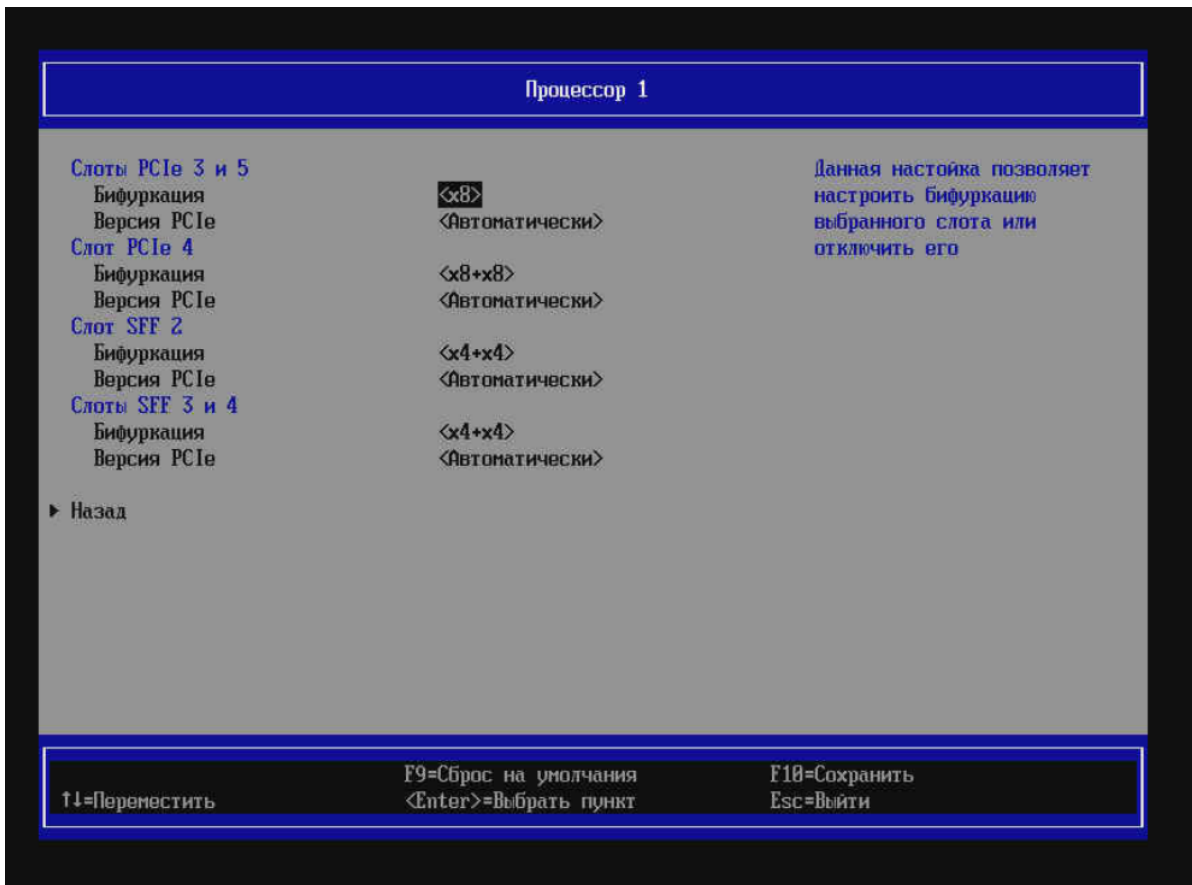 Процессор 1
Слоты PCIe 3 и 5
Бифуркация <x8>
Версия PCIe <Автоматически>
Слот PCIe 4
Бифуркация <x8+x8>
Версия PCIe <Автоматически>
Слот SFF 2
Бифуркация <x4+x4>
Версия PCIe <Автоматически>
Слоты SFF 3 и 4
Бифуркация <x4+x4>
Версия PCIe <Автоматически>
Назад
Данная настойка позволяет
настроить бифуркацию
выбранного слота или
отключить его
F9=Сброс на умолчания F10=Сохранить
↑↓=Переместить <Enter>=Выбрать пункт Esc=Выйти